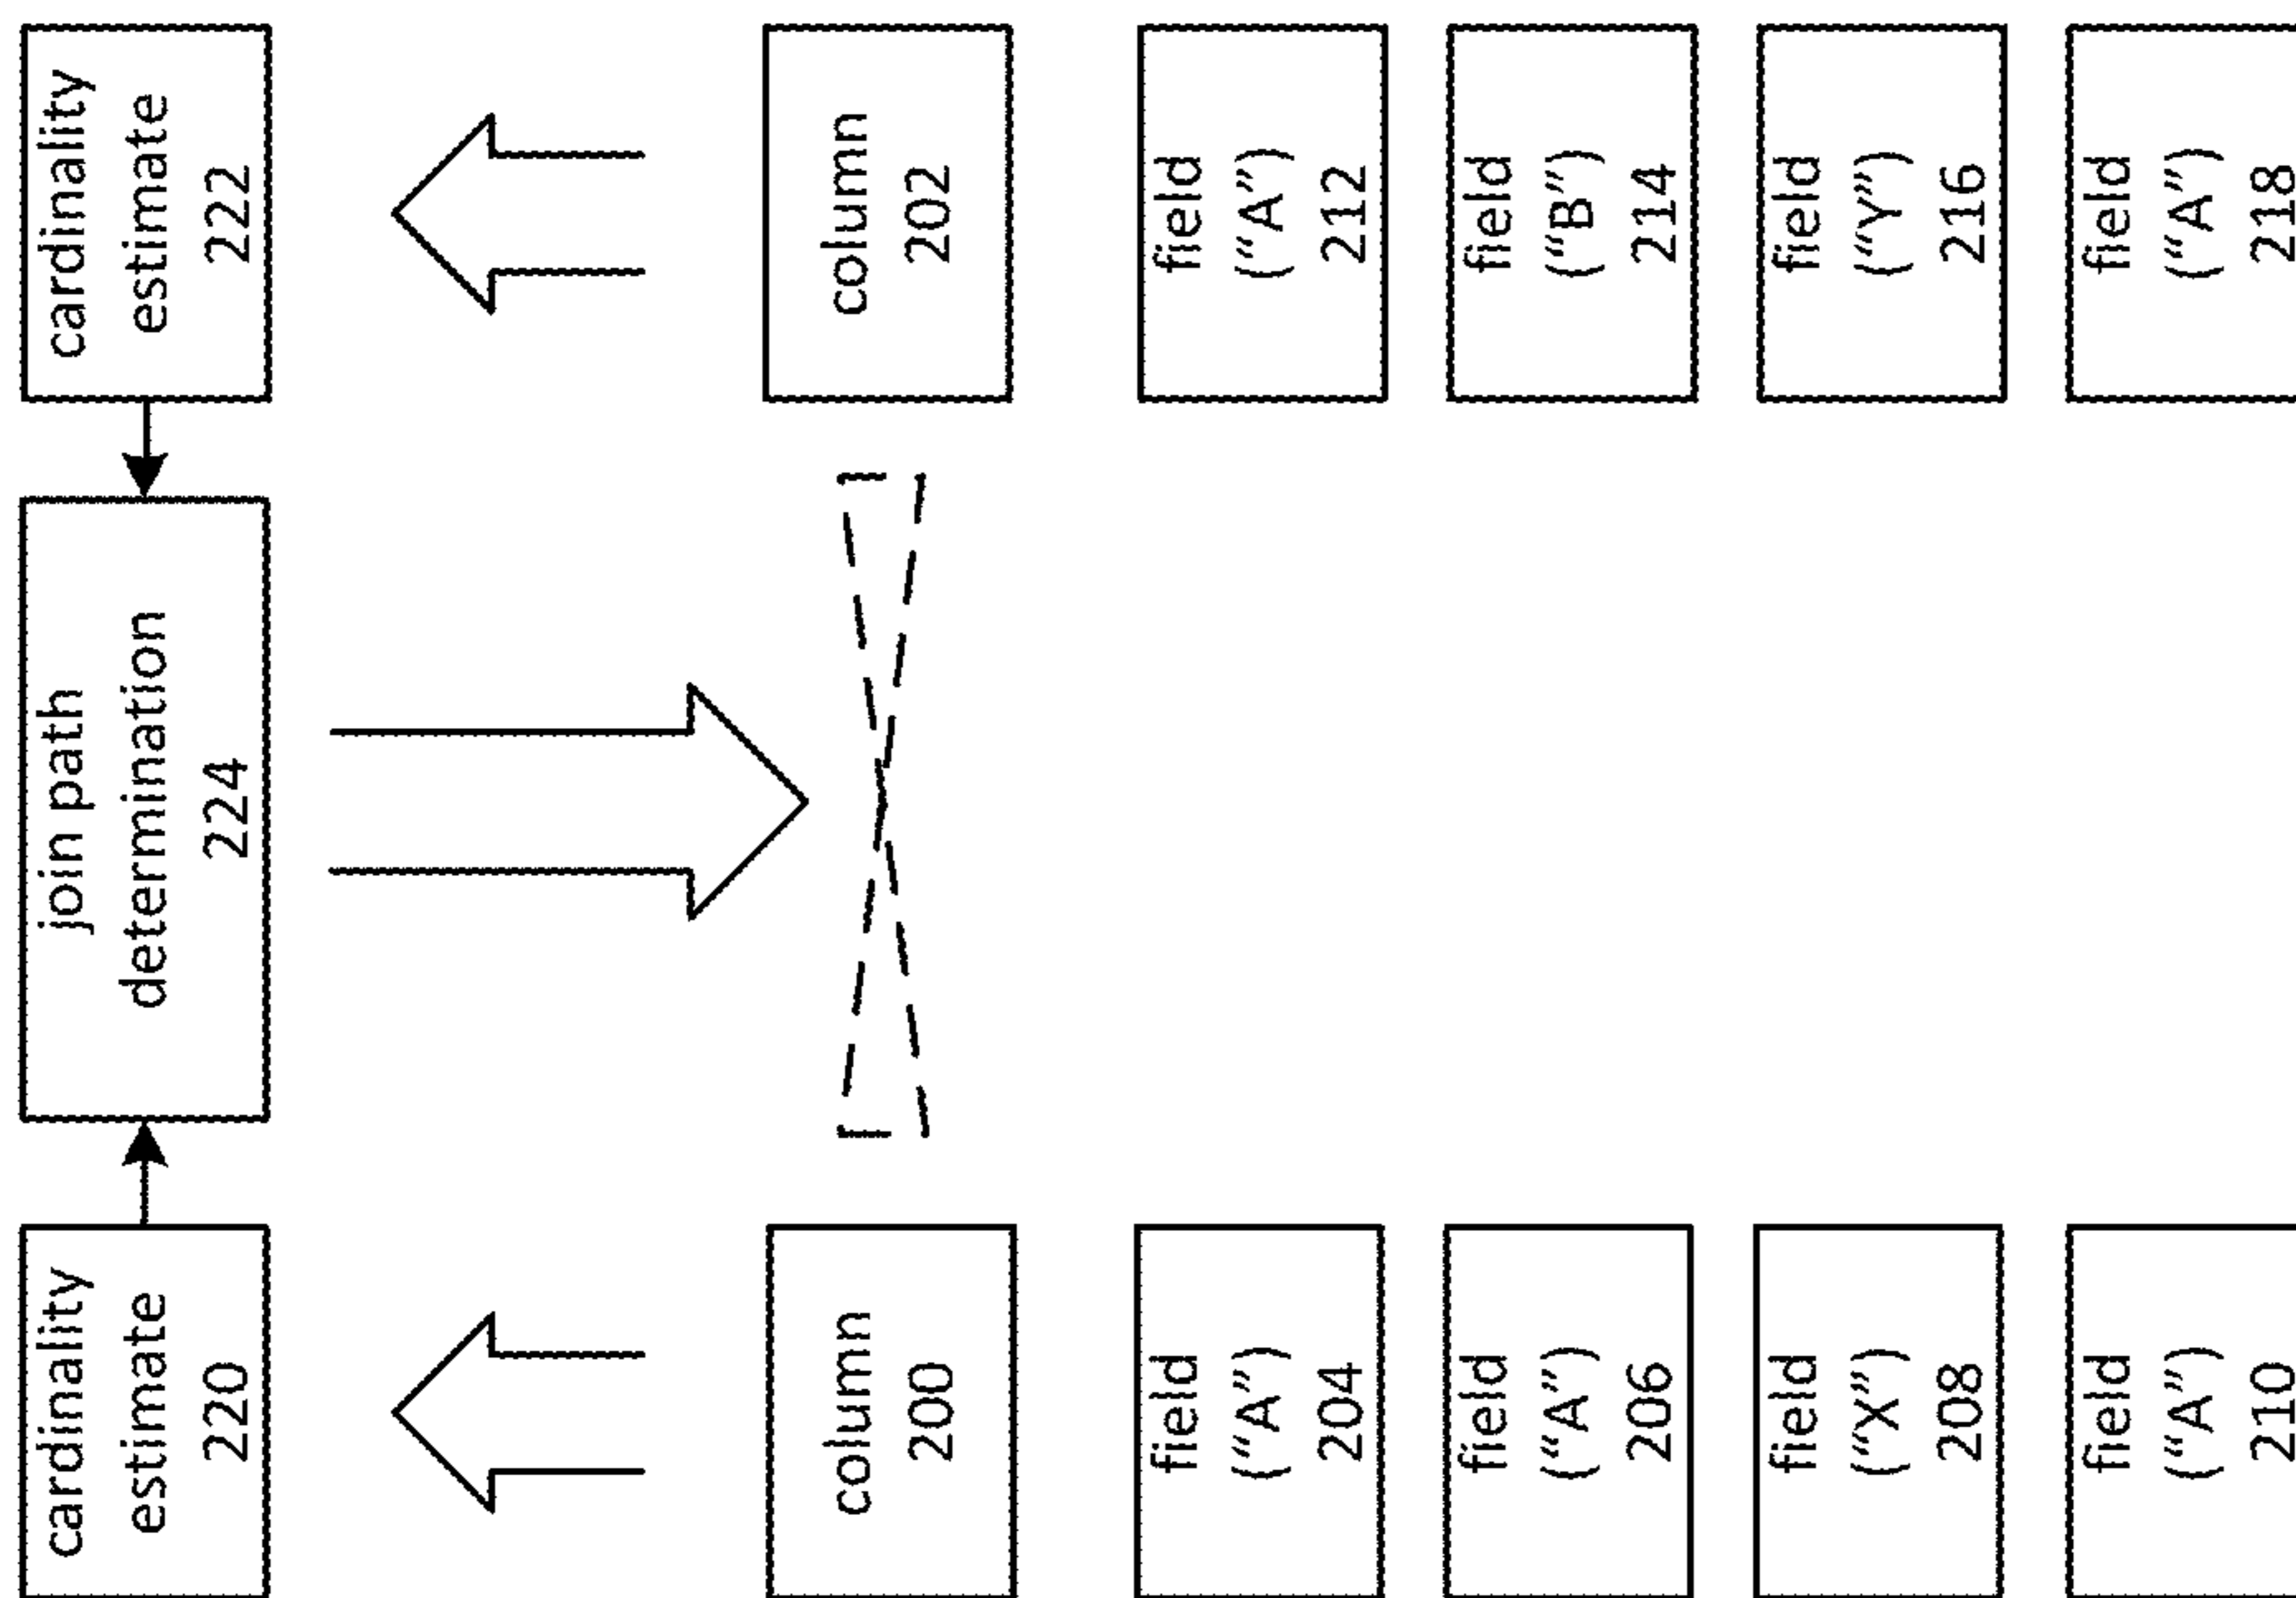 cardinality
estimate
220
join path
determination
224
cardinality
estimate
222
column
200
column
202
field
(“A”)
204
field
(“A”)
212
field
(“A”)
206
field
(“B”)
214
field
(“X”)
208
field
(“Y”)
216
field
(“A”)
210
field
(“A”)
218